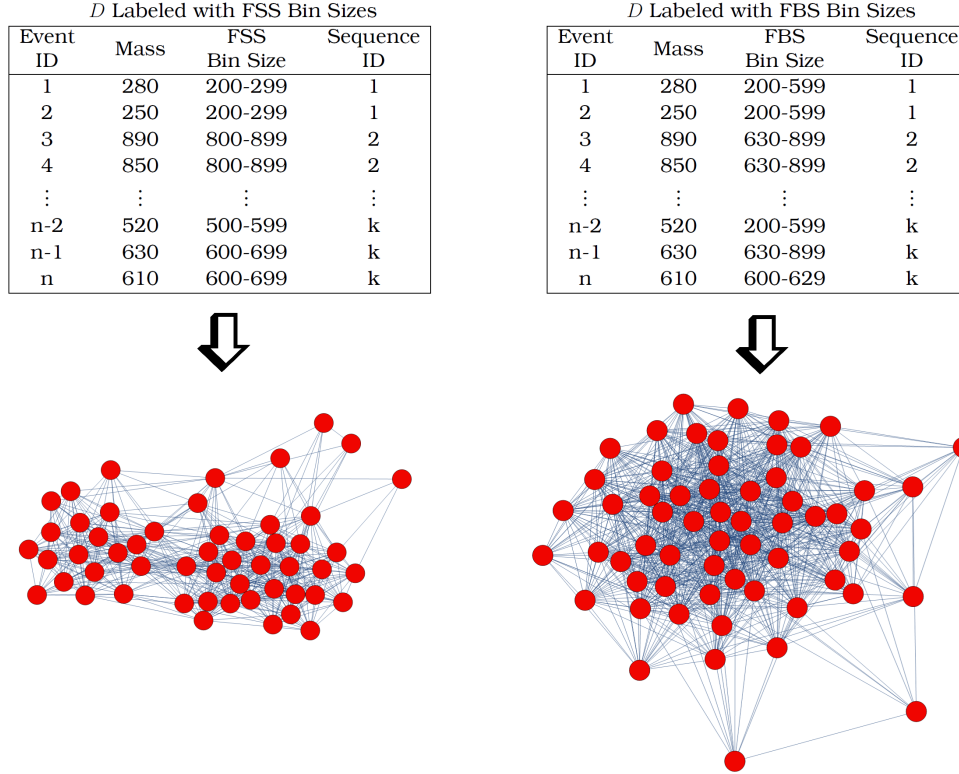 D Labeled with FSS Bin Sizes
Event FSS Sequence
Mass
ID Bin Size ID
1 280 200-299 1
2 250 200-299 1
3 890 800-899 2
4 850 800-899 2
⋮ ⋮ ⋮ ⋮
n-2 520 500-599 k
n-1 630 600-699 k
n 610 600-699 k
D Labeled with FBS Bin Sizes
Event FBS Sequence
Mass
ID Bin Size ID
1 280 200-599 1
2 250 200-599 1
3 890 630-899 2
4 850 630-899 2
⋮ ⋮ ⋮ ⋮
n-2 520 200-599 k
n-1 630 630-899 k
n 610 600-629 k